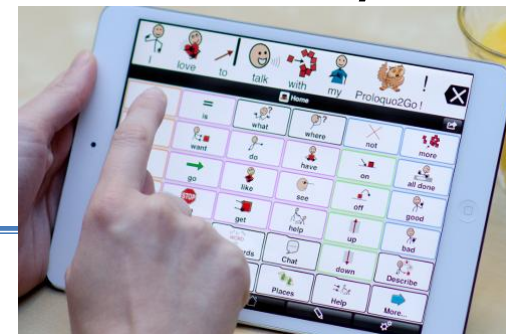 I love to talk with my Proloquo2Go !
Home
is what where not more
want do have on all done
go like see off good
STOP get help up bad
Chat down Describe
Places Help More...